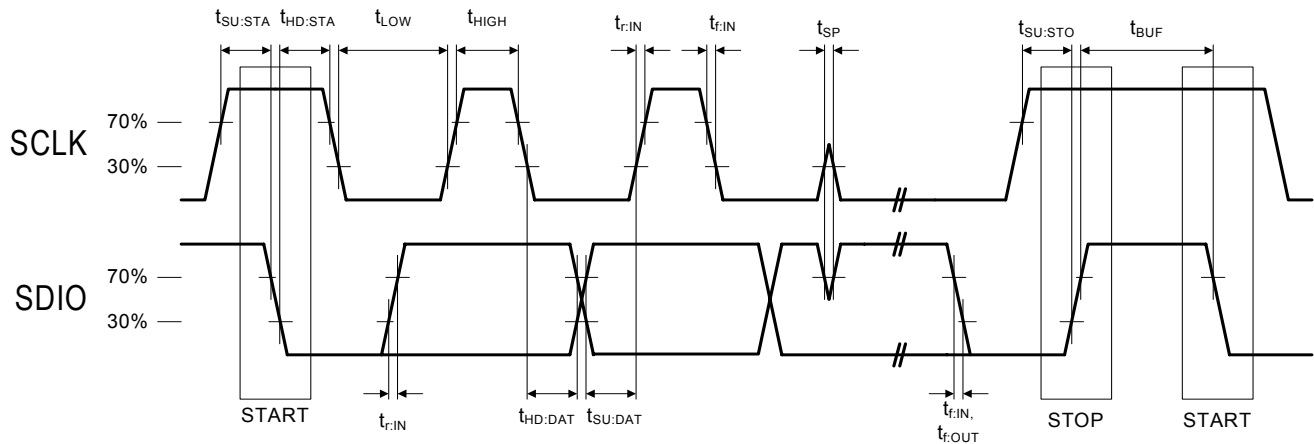 tSU:STA tHD:STA tLOW tHIGH tr:IN tf:IN tSP tSU:STO tBUF
SCLK
70%
30%
SDIO
70%
30%
START
tr:IN
tHD:DAT tSU:DAT
tf:IN,
tf:OUT
STOP
START